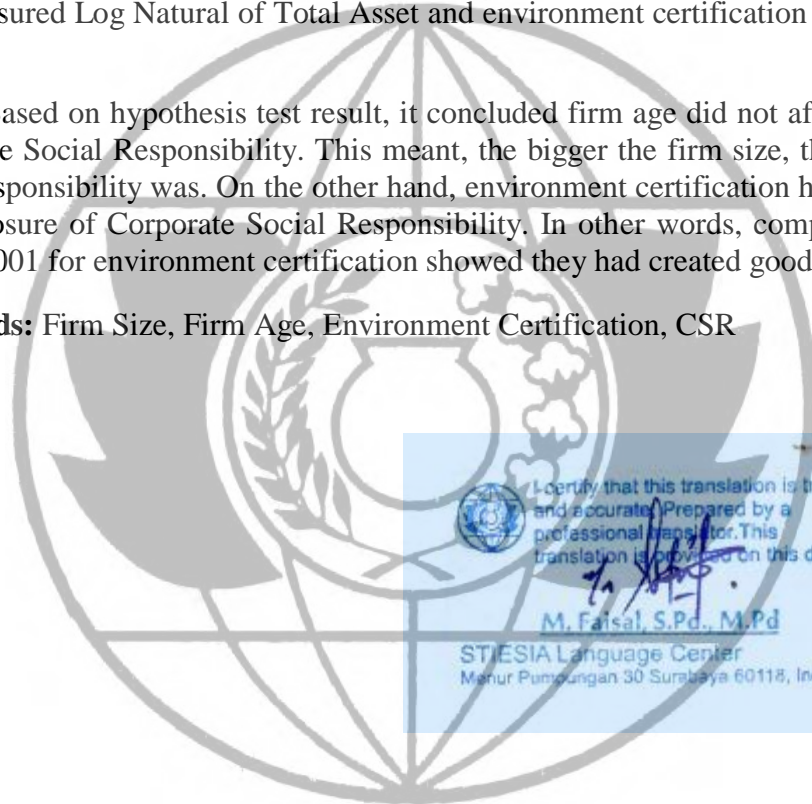 sured Log Natural of Total Asset and environment certification
ased on hypothesis test result, it concluded firm age did not af
e Social Responsibility. This meant, the bigger the firm size, th
sponsibility was. On the other hand, environment certification h
osure of Corporate Social Responsibility. In other words, comp
001 for environment certification showed they had created good
ds: Firm Size, Firm Age, Environment Certification, CSR
I certify that this translation is t
and accurate. Prepared by a
professional translator. This
translation is provided on this d
M. Faisal, S.Pd., M.Pd
STIESIA Language Center
Menur Pumpungan 30 Surabaya 60118, In